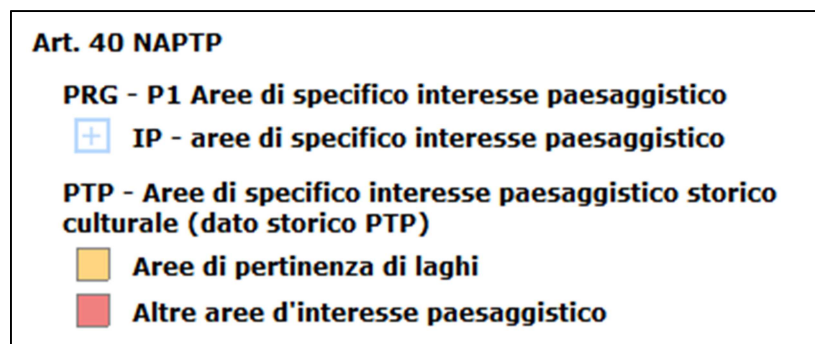 Art. 40 NAPTP
PRG - P1 Aree di specifico interesse paesaggistico
IP - aree di specifico interesse paesaggistico
PTP - Aree di specifico interesse paesaggistico storico
culturale (dato storico PTP)
Aree di pertinenza di laghi
Altre aree d'interesse paesaggistico